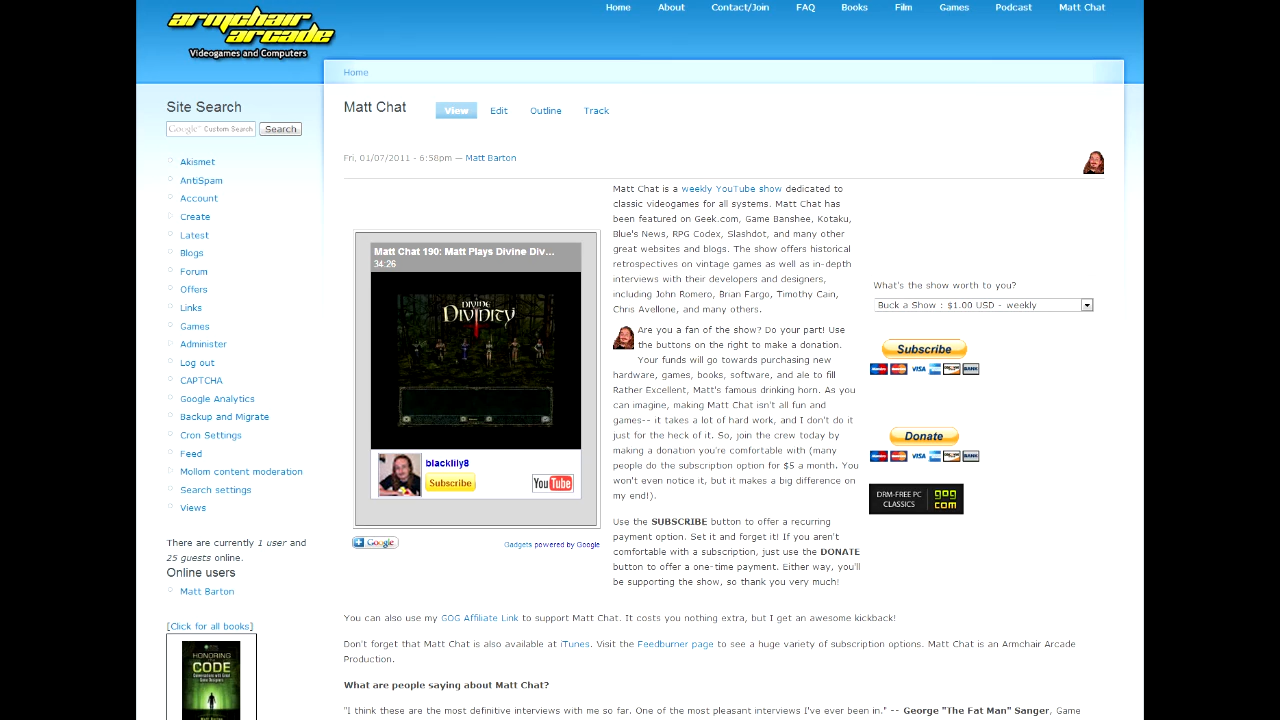 armchair
arcade
Videogames and Computers
Home About Contact/Join FAQ Books Film Games Podcast Matt Chat
Home
Site Search
Google™ Custom Search Search
Akismet
AntiSpam
Account
Create
Latest
Blogs
Forum
Offers
Links
Games
Administer
Log out
CAPTCHA
Google Analytics
Backup and Migrate
Cron Settings
Feed
Mollom content moderation
Search settings
Views
There are currently 1 user and
25 guests online.
Online users
Matt Barton
[Click for all books]
HONORING
CODE
Matt Chat View Edit Outline Track
Fri, 01/07/2011 - 6:58pm — Matt Barton
Matt Chat 190: Matt Plays Divine Div...
34:26
DIVINE
DIVINITY
blacklily8
Subscribe
YouTube
Google
Gadgets powered by Google
Matt Chat is a weekly YouTube show dedicated to
classic videogames for all systems. Matt Chat has
been featured on Geek.com, Game Banshee, Kotaku,
Blue's News, RPG Codex, Slashdot, and many other
great websites and blogs. The show offers historical
retrospectives on vintage games as well as in-depth
interviews with their developers and designers,
including John Romero, Brian Fargo, Timothy Cain,
Chris Avellone, and many others.
Are you a fan of the show? Do your part! Use
the buttons on the right to make a donation.
Your funds will go towards purchasing new
hardware, games, books, software, and ale to fill
Rather Excellent, Matt's famous drinking horn. As you
can imagine, making Matt Chat isn't all fun and
games-- it takes a lot of hard work, and I don't do it
just for the heck of it. So, join the crew today by
making a donation you're comfortable with (many
people do the subscription option for $5 a month. You
won't even notice it, but it makes a big difference on
my end!).
Use the SUBSCRIBE button to offer a recurring
payment option. Set it and forget it! If you aren't
comfortable with a subscription, just use the DONATE
button to offer a one-time payment. Either way, you'll
be supporting the show, so thank you very much!
What's the show worth to you?
Buck a Show : $1.00 USD - weekly
Subscribe
VISA BANK
Donate
VISA BANK
DRM-FREE PC
CLASSICS
gog
com
You can also use my GOG Affiliate Link to support Matt Chat. It costs you nothing extra, but I get an awesome kickback!
Don't forget that Matt Chat is also available at iTunes. Visit the Feedburner page to see a huge variety of subscription options. Matt Chat is an Armchair Arcade
Production.
What are people saying about Matt Chat?
"I think these are the most definitive interviews with me so far. One of the most pleasant interviews I've ever been in." -- George "The Fat Man" Sanger, Game